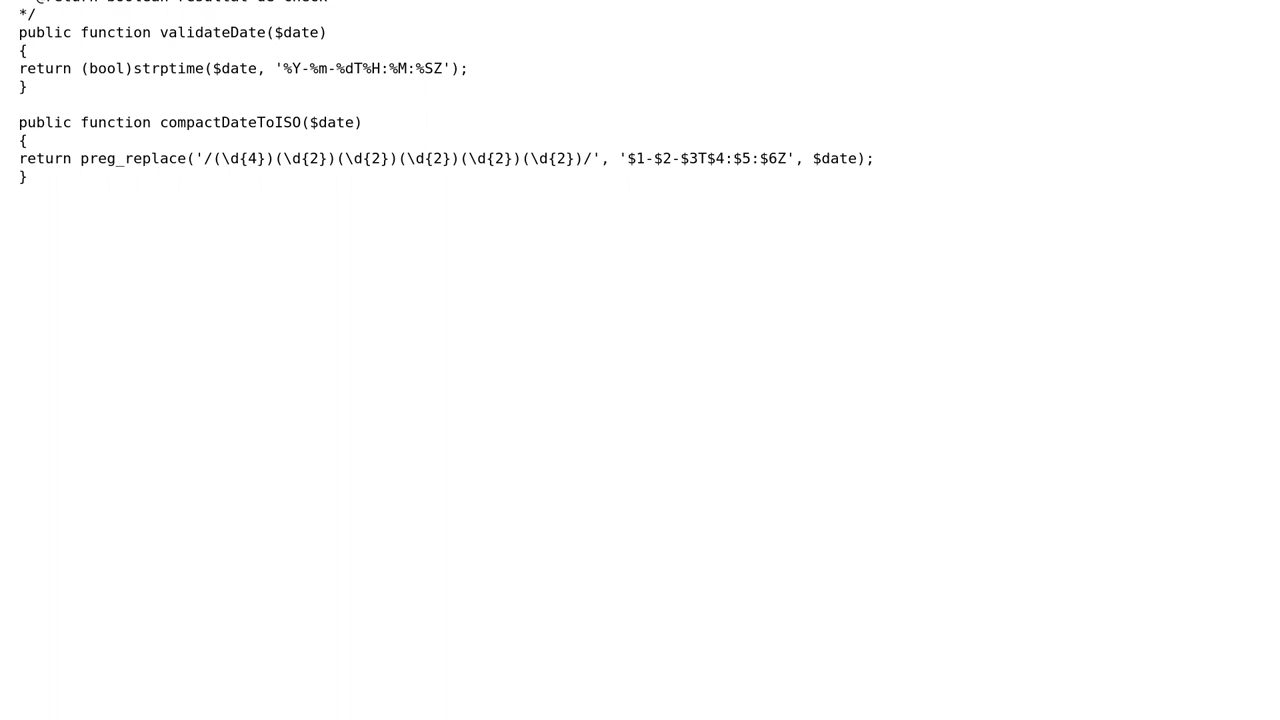 */
public function validateDate($date)
{
return (bool)strptime($date, '%Y-%m-%dT%H:%M:%SZ');
}

public function compactDateToISO($date)
{
return preg_replace('/(\d{4})(\d{2})(\d{2})(\d{2})(\d{2})(\d{2})/', '$1-$2-$3T$4:$5:$6Z', $date);
}